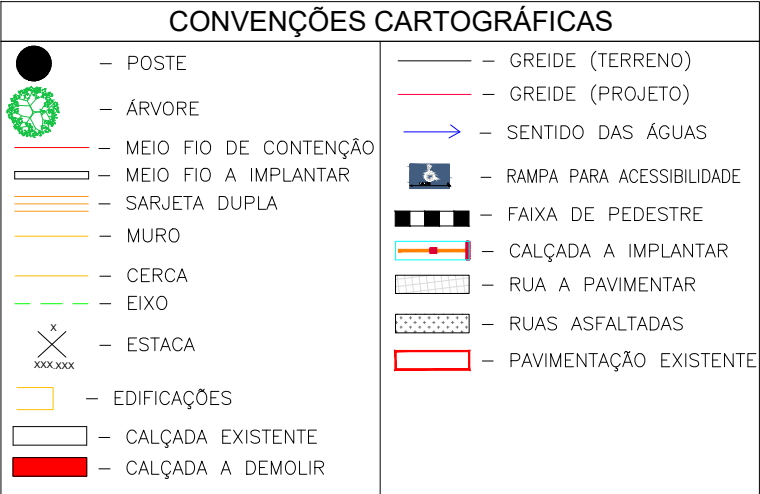 CONVENÇÕES CARTOGRÁFICAS
– POSTE
– ÁRVORE
– MEIO FIO DE CONTENÇÂO
– MEIO FIO A IMPLANTAR
– SARJETA DUPLA
– MURO
– CERCA
– EIXO
X
XXX,XXX
– ESTACA
– EDIFICAÇÕES
– CALÇADA EXISTENTE
– CALÇADA A DEMOLIR
– GREIDE (TERRENO)
– GREIDE (PROJETO)
– SENTIDO DAS ÁGUAS
– RAMPA PARA ACESSIBILIDADE
– FAIXA DE PEDESTRE
– CALÇADA A IMPLANTAR
– RUA A PAVIMENTAR
– RUAS ASFALTADAS
– PAVIMENTAÇÃO EXISTENTE